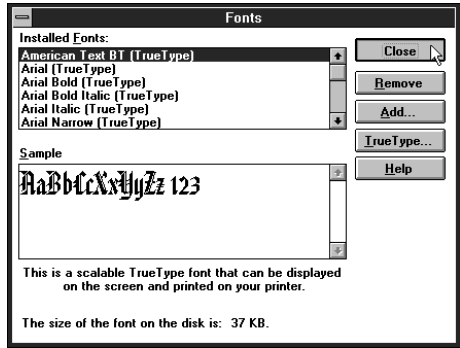 Fonts
Installed Fonts:
American Text BT (TrueType)
Arial (TrueType)
Arial Bold (TrueType)
Arial Bold Italic (TrueType)
Arial Italic (TrueType)
Arial Narrow (TrueType)
Close
Remove
Add...
TrueType...
Help
Sample
AaBbCcXxYyZz 123
This is a scalable TrueType font that can be displayed
on the screen and printed on your printer.
The size of the font on the disk is: 37 KB.